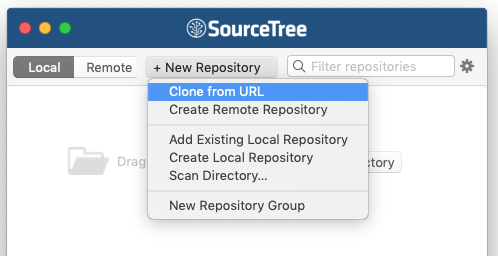 SourceTree
Local Remote + New Repository Filter repositories
Clone from URL
Create Remote Repository
Add Existing Local Repository
Create Local Repository
Scan Directory...
New Repository Group
Drag
ctory